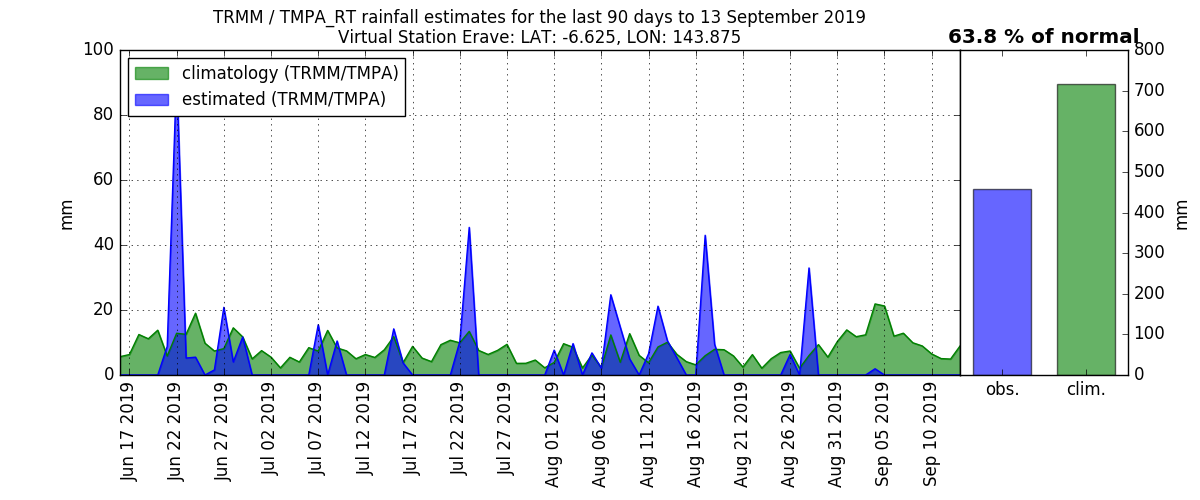 TRMM / TMPA_RT rainfall estimates for the last 90 days to 13 September 2019
Virtual Station Erave: LAT: -6.625, LON: 143.875
63.8 % of normal
climatology (TRMM/TMPA)
estimated (TRMM/TMPA)
100
80
60
40
20
0
mm
Jun 17 2019
Jun 22 2019
Jun 27 2019
Jul 02 2019
Jul 07 2019
Jul 12 2019
Jul 17 2019
Jul 22 2019
Jul 27 2019
Aug 01 2019
Aug 06 2019
Aug 11 2019
Aug 16 2019
Aug 21 2019
Aug 26 2019
Aug 31 2019
Sep 05 2019
Sep 10 2019
800
700
600
500
400
300
200
100
0
mm
obs.
clim.